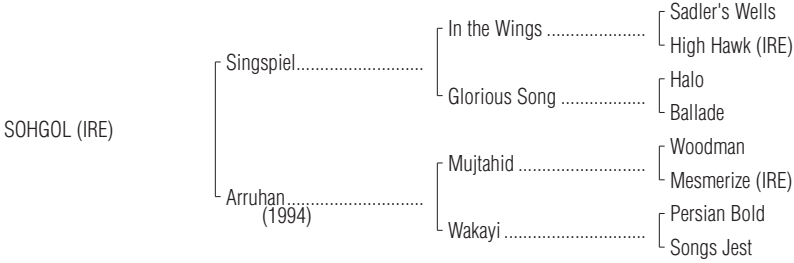 Sadler's Wells
In the Wings ......................
High Hawk (IRE)
Singspiel...........................
Halo
Glorious Song ..................
Ballade
SOHGOL (IRE)
Woodman
Mujtahid ...........................
Mesmerize (IRE)
Arruhan.............................
(1994)
Persian Bold
Wakayi ..............................
Songs Jest